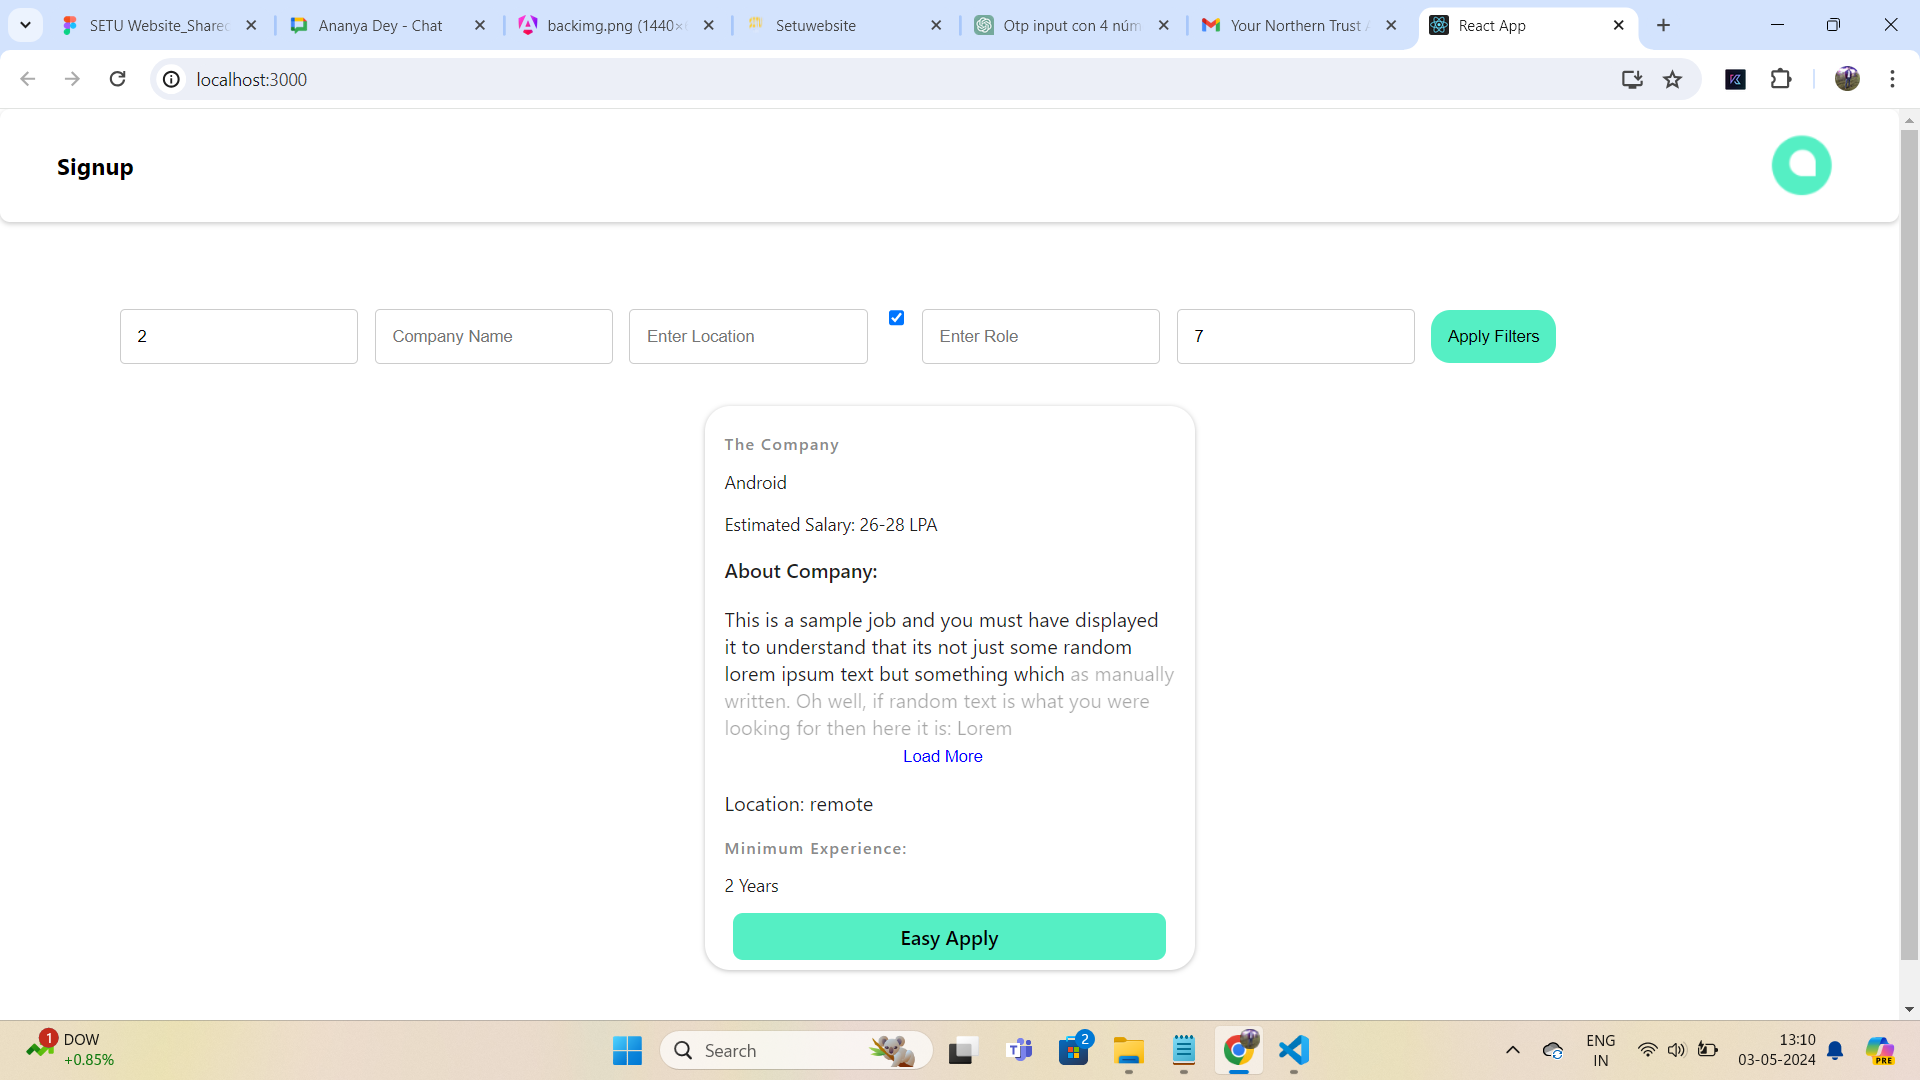 SETU Website_Shared
Ananya Dey - Chat
backimg.png (1440×
Setuwebsite
Otp input con 4 núm
Your Northern Trust A
React App
localhost:3000
Signup
2
Company Name
Enter Location
Enter Role
7
Apply Filters
The Company
Android
Estimated Salary: 26-28 LPA
About Company:
This is a sample job and you must have displayed
it to understand that its not just some random
lorem ipsum text but something which as manually
written. Oh well, if random text is what you were
looking for then here it is: Lorem
Load More
Location: remote
Minimum Experience:
2 Years
Easy Apply
1
DOW
+0.85%
Search
2
ENG
IN
13:10
03-05-2024
PRE